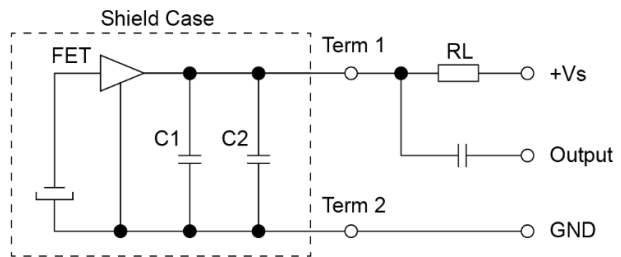 Shield Case
FET
Term 1
RL
+Vs
C1
C2
Output
Term 2
GND